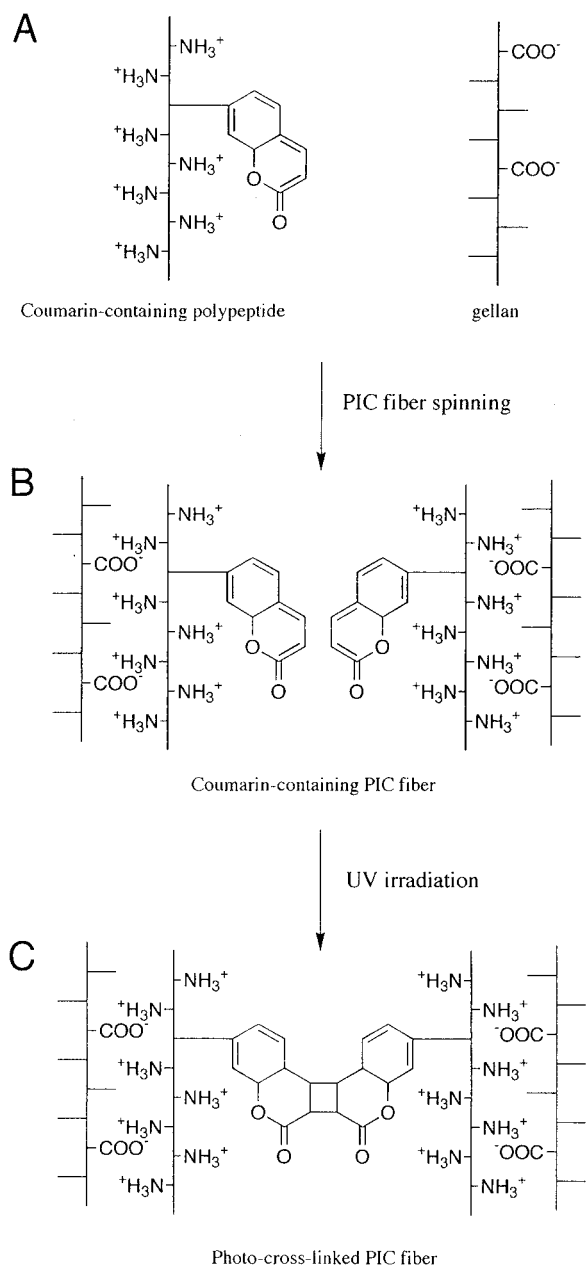 A
NH₃⁺
⁺H₃N
⁺H₃N
NH₃⁺
⁺H₃N
NH₃⁺
⁺H₃N
O
O
COO⁻
COO⁻
Coumarin-containing polypeptide
gellan
PIC fiber spinning
B
COO⁻
COO⁻
NH₃⁺
⁺H₃N
⁺H₃N
NH₃⁺
⁺H₃N
NH₃⁺
⁺H₃N
O
O
O
O
⁺H₃N
NH₃⁺
NH₃⁺
⁺H₃N
NH₃⁺
⁺H₃N
NH₃⁺
⁻OOC
⁻OOC
Coumarin-containing PIC fiber
UV irradiation
C
COO⁻
COO⁻
NH₃⁺
⁺H₃N
⁺H₃N
NH₃⁺
⁺H₃N
NH₃⁺
⁺H₃N
O
O
O
O
⁺H₃N
NH₃⁺
NH₃⁺
⁺H₃N
NH₃⁺
⁺H₃N
NH₃⁺
⁻OOC
⁻OOC
Photo-cross-linked PIC fiber